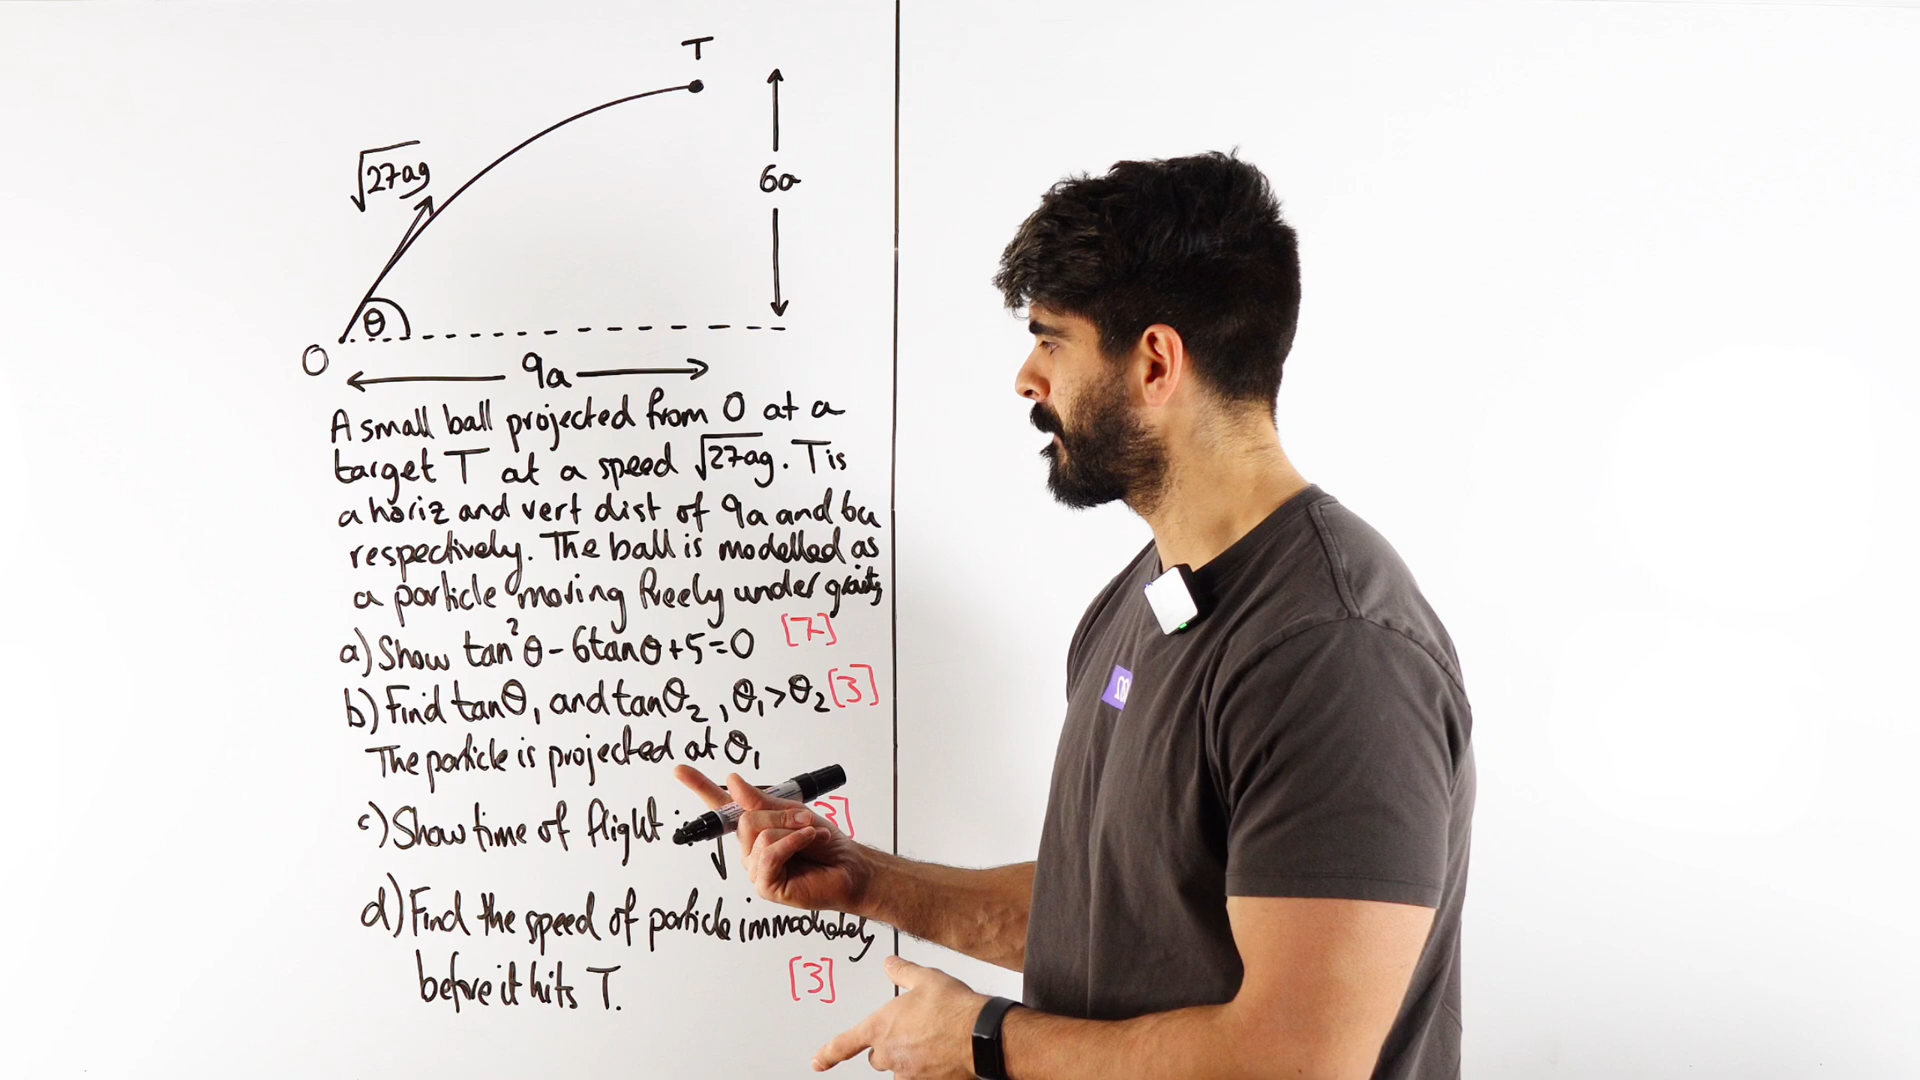 T
√27ag
6a
θ
O
9a
A small ball projected from O at a
target T at a speed √27ag. T is
a horiz and vert dist of 9a and 6a
respectively. The ball is modelled as
a particle moving freely under gravity
a) Show tan²θ - 6tanθ + 5 = 0 [7]
b) Find tanθ₁ and tanθ₂, θ₁ > θ₂ [3]
The particle is projected at θ₁
c) Show time of flight 3]
d) Find the speed of particle immediately
before it hits T. [3]